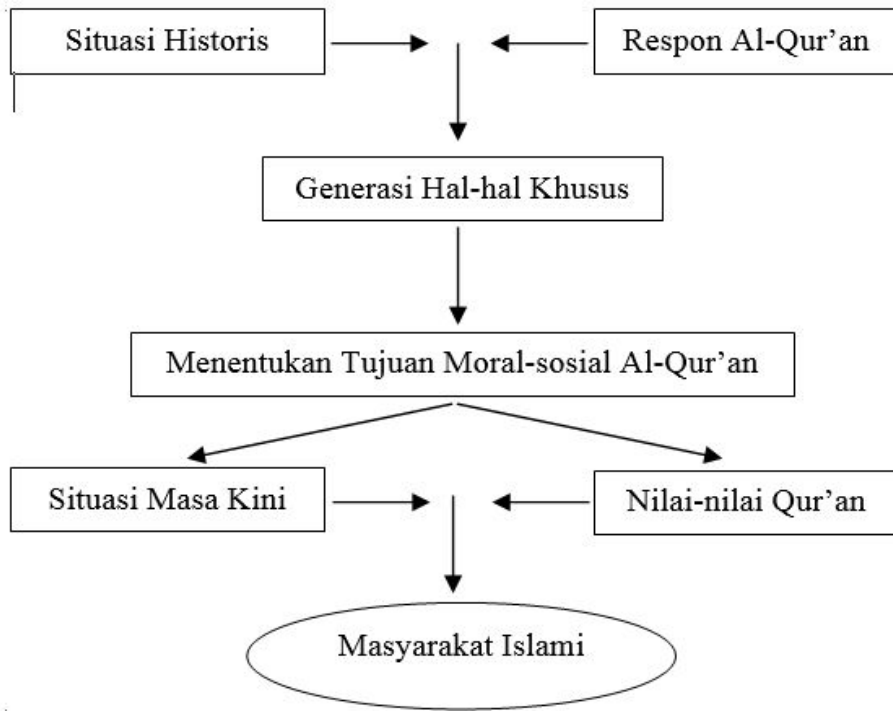 Situasi Historis
Respon Al-Qur’an
Generasi Hal-hal Khusus
Menentukan Tujuan Moral-sosial Al-Qur’an
Situasi Masa Kini
Nilai-nilai Qur’an
Masyarakat Islami